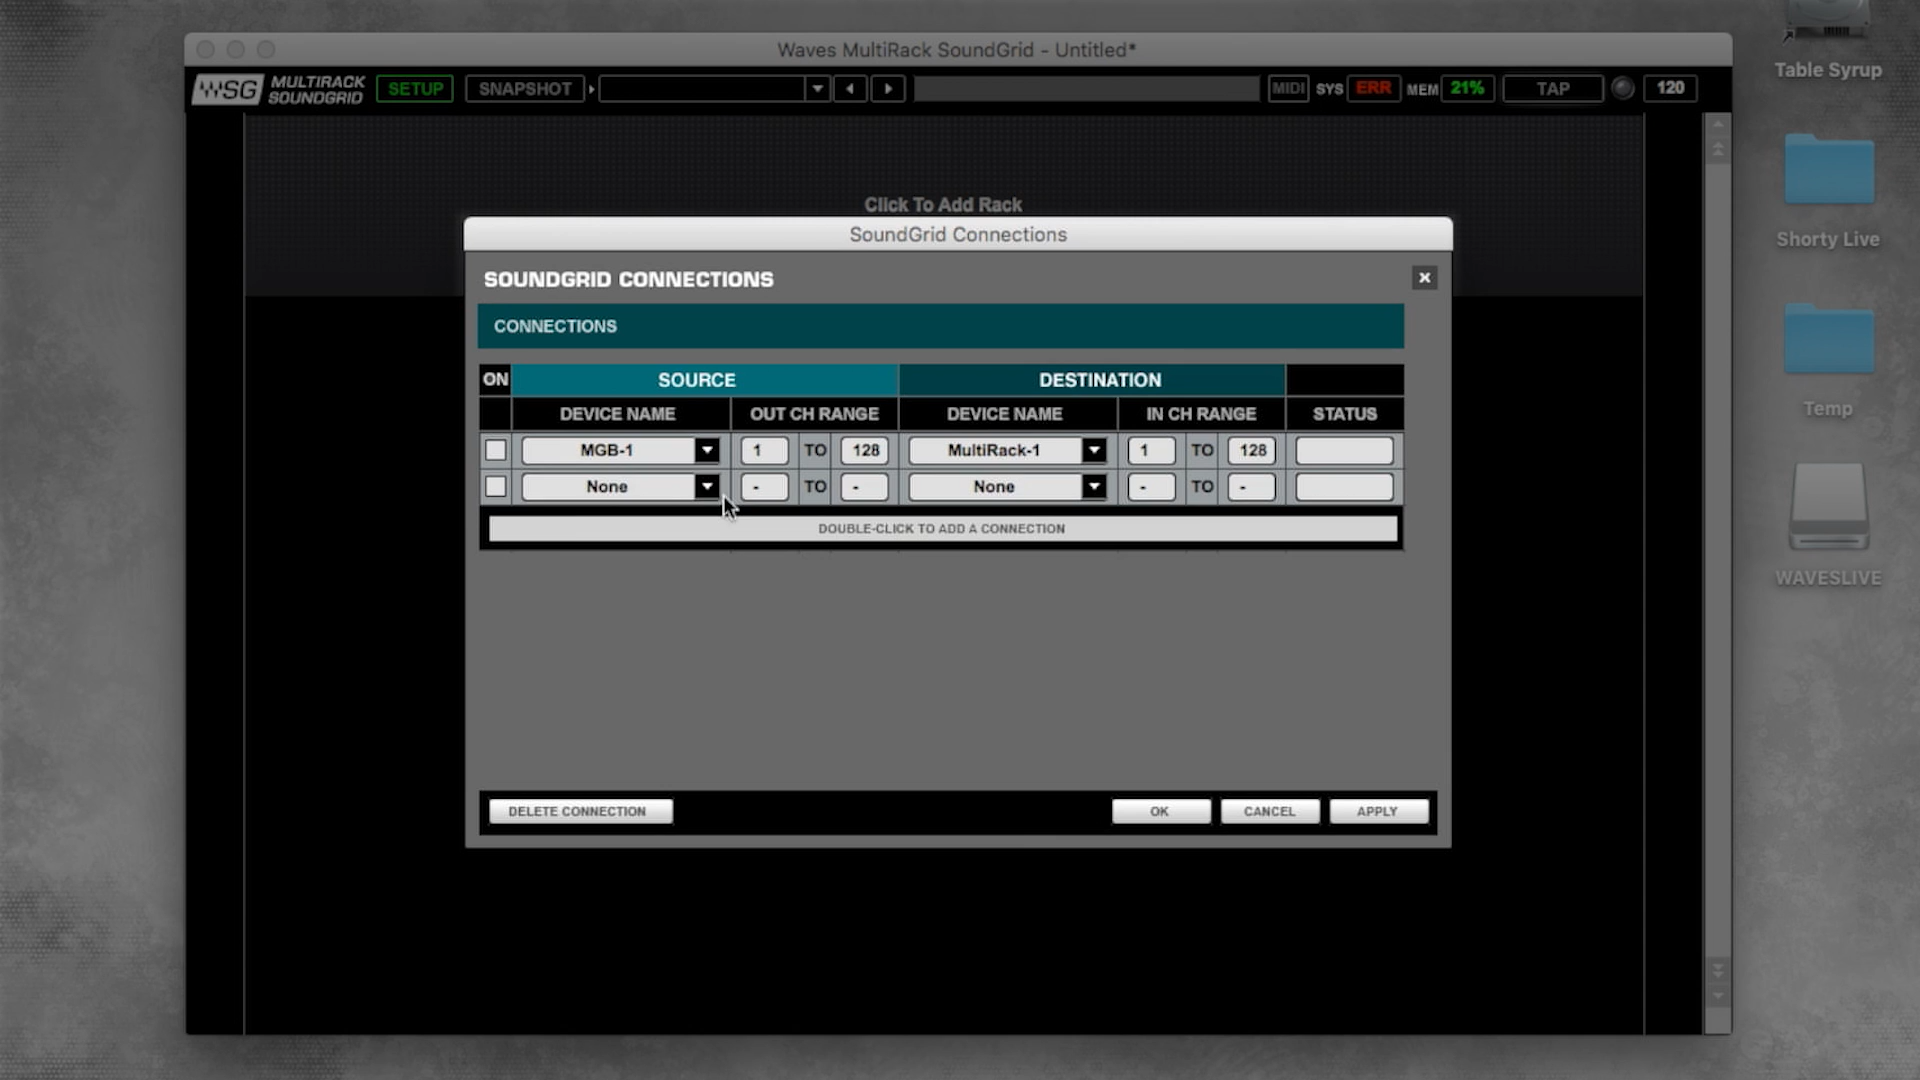 Waves MultiRack SoundGrid - Untitled*
WSG MULTIRACK SOUNDGRID SETUP SNAPSHOT MIDI SYS ERR MEM 21% TAP 120
Click To Add Rack
SoundGrid Connections
SOUNDGRID CONNECTIONS
CONNECTIONS
ON SOURCE DESTINATION
DEVICE NAME OUT CH RANGE DEVICE NAME IN CH RANGE STATUS
MGB-1 1 TO 128 MultiRack-1 1 TO 128
None - TO - None - TO -
DOUBLE-CLICK TO ADD A CONNECTION
DELETE CONNECTION OK CANCEL APPLY
Table Syrup
Shorty Live
Temp
WAVESLIVE